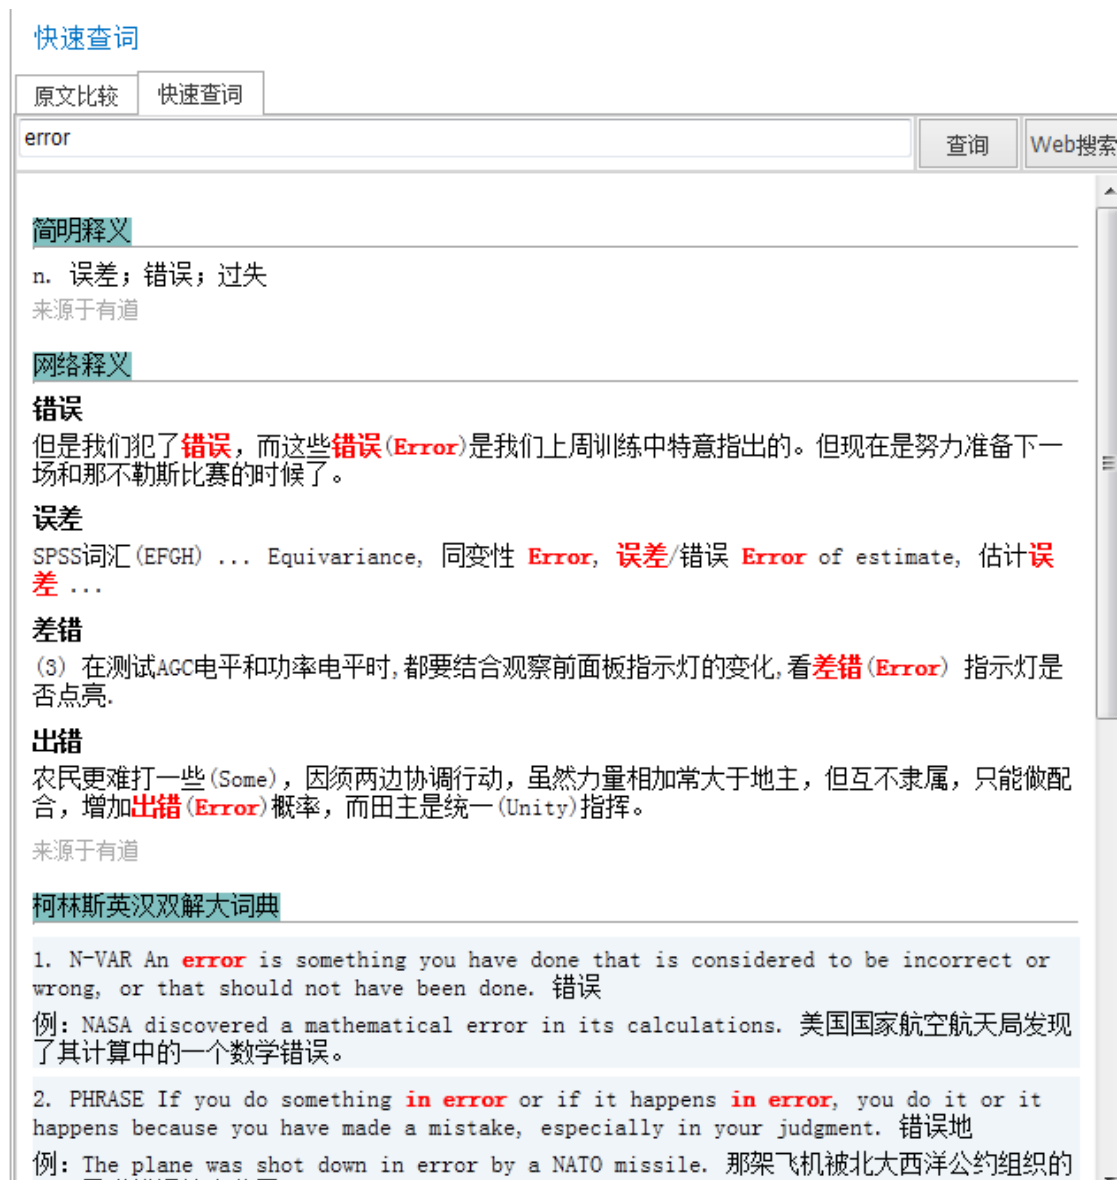 快速查词
原文比较 快速查词
error 查询 Web搜索
简明释义
n. 误差；错误；过失
来源于有道
网络释义
错误
但是我们犯了错误，而这些错误(Error)是我们上周训练中特意指出的。但现在是努力准备下一
场和那不勒斯比赛的时候了。
误差
SPSS词汇(EFGH) ... Equivariance, 同变性 Error, 误差/错误 Error of estimate, 估计误
差 ...
差错
(3) 在测试AGC电平和功率电平时,都要结合观察前面板指示灯的变化,看差错(Error) 指示灯是
否点亮.
出错
农民更难打一些(Some)，因须两边协调行动，虽然力量相加常大于地主，但互不隶属，只能做配
合，增加出错(Error)概率，而田主是统一(Unity)指挥。
来源于有道
柯林斯英汉双解大词典
1. N-VAR An error is something you have done that is considered to be incorrect or
wrong, or that should not have been done. 错误
例：NASA discovered a mathematical error in its calculations. 美国国家航空航天局发现
了其计算中的一个数学错误。
2. PHRASE If you do something in error or if it happens in error, you do it or it
happens because you have made a mistake, especially in your judgment. 错误地
例：The plane was shot down in error by a NATO missile. 那架飞机被北大西洋公约组织的